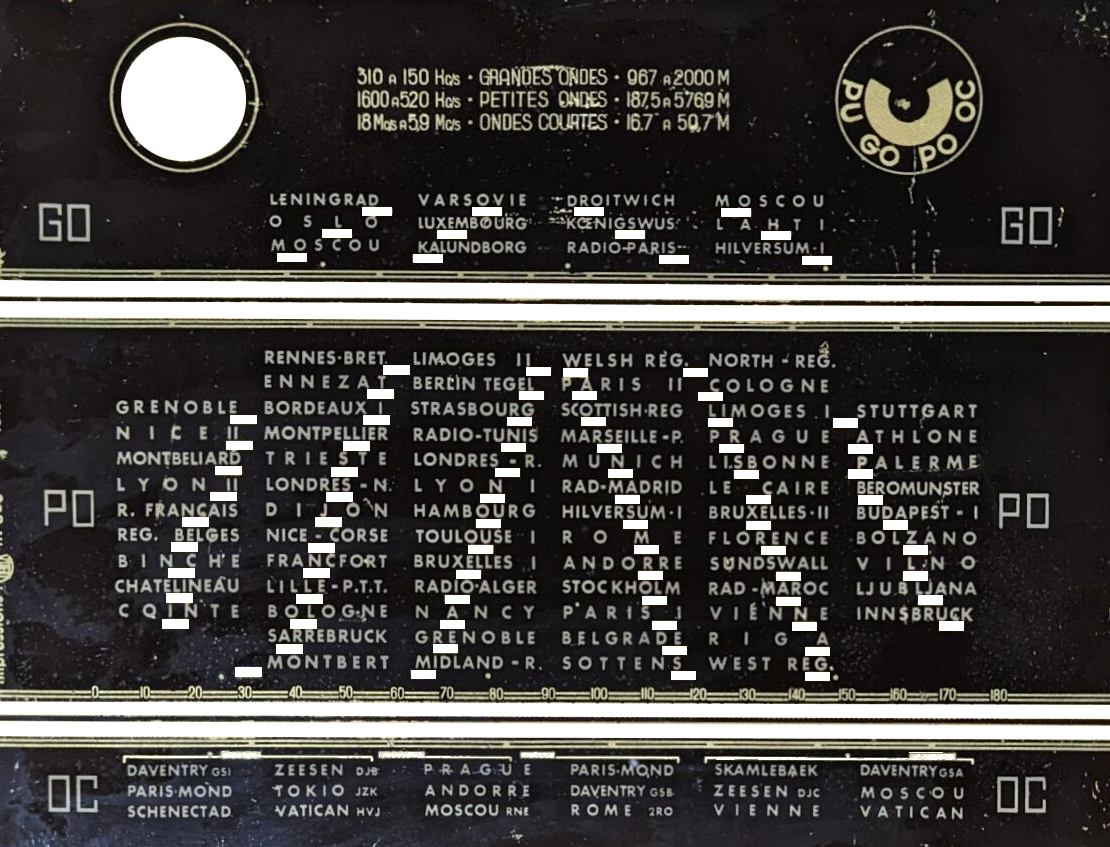 310 A 150 Hq/s · GRANDES ONDES · 967 A 2000 M
1600 A 520 Hq/s · PETITES ONDES · 187,5 A 576,9 M
18 Mq/s A 5,9 Mc/s · ONDES COURTES · 16,7 A 50,7 M
PU GO PO OC
LENINGRAD VARSOVIE DROITWICH MOSCOU
GO OSLO LUXEMBOURG KŒNIGSWUS. LAHTI GO
MOSCOU KALUNDBORG RADIO-PARIS HILVERSUM·I
RENNES·BRET. LIMOGES II WELSH REG. NORTH - REG.
ENNEZAT BERLIN TEGEL PARIS II COLOGNE
GRENOBLE BORDEAUX I STRASBOURG SCOTTISH·REG LIMOGES I STUTTGART
NICE II MONTPELLIER RADIO-TUNIS MARSEILLE-P. PRAGUE ATHLONE
MONTBELIARD TRIESTE LONDRES - R. MUNICH LISBONNE PALERME
LYON II LONDRES - N. LYON I RAD-MADRID LE CAIRE BEROMUNSTER
PO R. FRANÇAIS DIJON HAMBOURG HILVERSUM·I BRUXELLES·II BUDAPEST - I PO
REG. BELGES NICE - CORSE TOULOUSE I ROME FLORENCE BOLZANO
BINCHE FRANCFORT BRUXELLES I ANDORRE SUNDSWALL VILNO
CHATELINEAU LILLE-P.T.T. RADIO·ALGER STOCKHOLM RAD-MAROC LJUBLJANA
COINTE BOLOGNE NANCY PARIS I VIENNE INNSBRUCK
SARREBRUCK GRENOBLE BELGRADE RIGA
MONTBERT MIDLAND - R. SOTTENS WEST REG.
0 10 20 30 40 50 60 70 80 90 100 110 120 130 140 150 160 170 180
DAVENTRY GSI ZEESEN DJB PRAGUE PARIS·MOND SKAMLEBAEK DAVENTRY GSA
OC PARIS·MOND TOKIO JZK ANDORRE DAVENTRY GSB ZEESEN DJC MOSCOU OC
SCHENECTAD. VATICAN HVJ MOSCOU RNE ROME 2RO VIENNE VATICAN